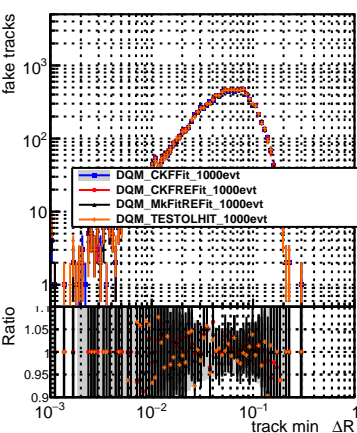 fake tracks
10³
10²
10
1
DQM_CKFFit_1000evt
DQM_CKFREFit_1000evt
DQM_MkFitREFit_1000evt
DQM_TESTOLHIT_1000evt
Ratio
1.05
1
0.95
0.9
10⁻³ 10⁻² 10⁻¹ 1
track min ΔR